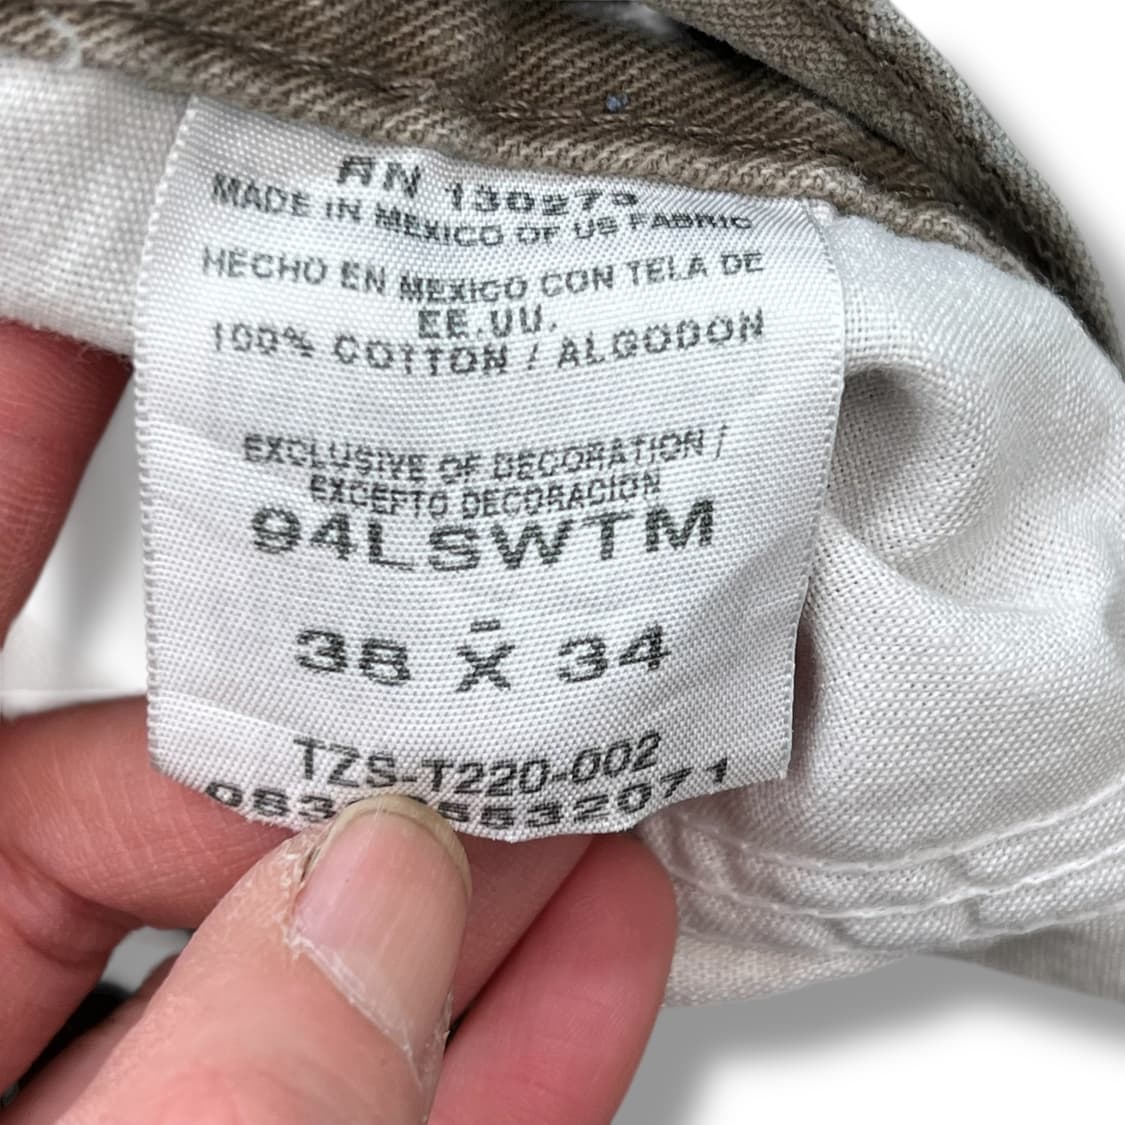 RN 130273
MADE IN MEXICO OF US FABRIC
HECHO EN MEXICO CON TELA DE
EE.UU.
100% COTTON / ALGODON
EXCLUSIVE OF DECORATION /
EXCEPTO DECORACION
94LSWTM
-
38 X 34
TZS-T220-002